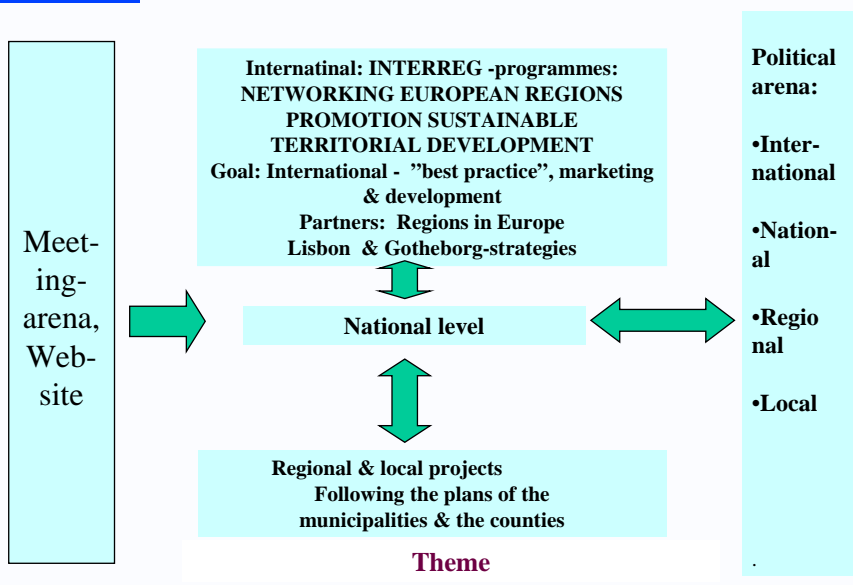 Meet-
ing-
arena,
Web-
site
Internatinal: INTERREG -programmes:
NETWORKING EUROPEAN REGIONS
PROMOTION SUSTAINABLE
TERRITORIAL DEVELOPMENT
Goal: International -  ”best practice”, marketing
& development
Partners:  Regions in Europe
Lisbon  & Gotheborg-strategies
National level
Regional & local projects
Following the plans of the
municipalities & the counties
Theme
Political
arena:
•Inter-
national
•Nation-
al
•Regio
nal
•Local
.